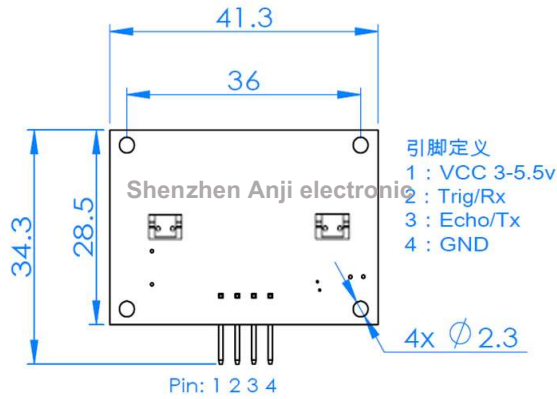 41.3
36
34.3
28.5
引脚定义
1：VCC 3-5.5v
Shenzhen Anji electronic
2：Trig/Rx
3：Echo/Tx
4：GND
4x Ø2.3
Pin: 1 2 3 4